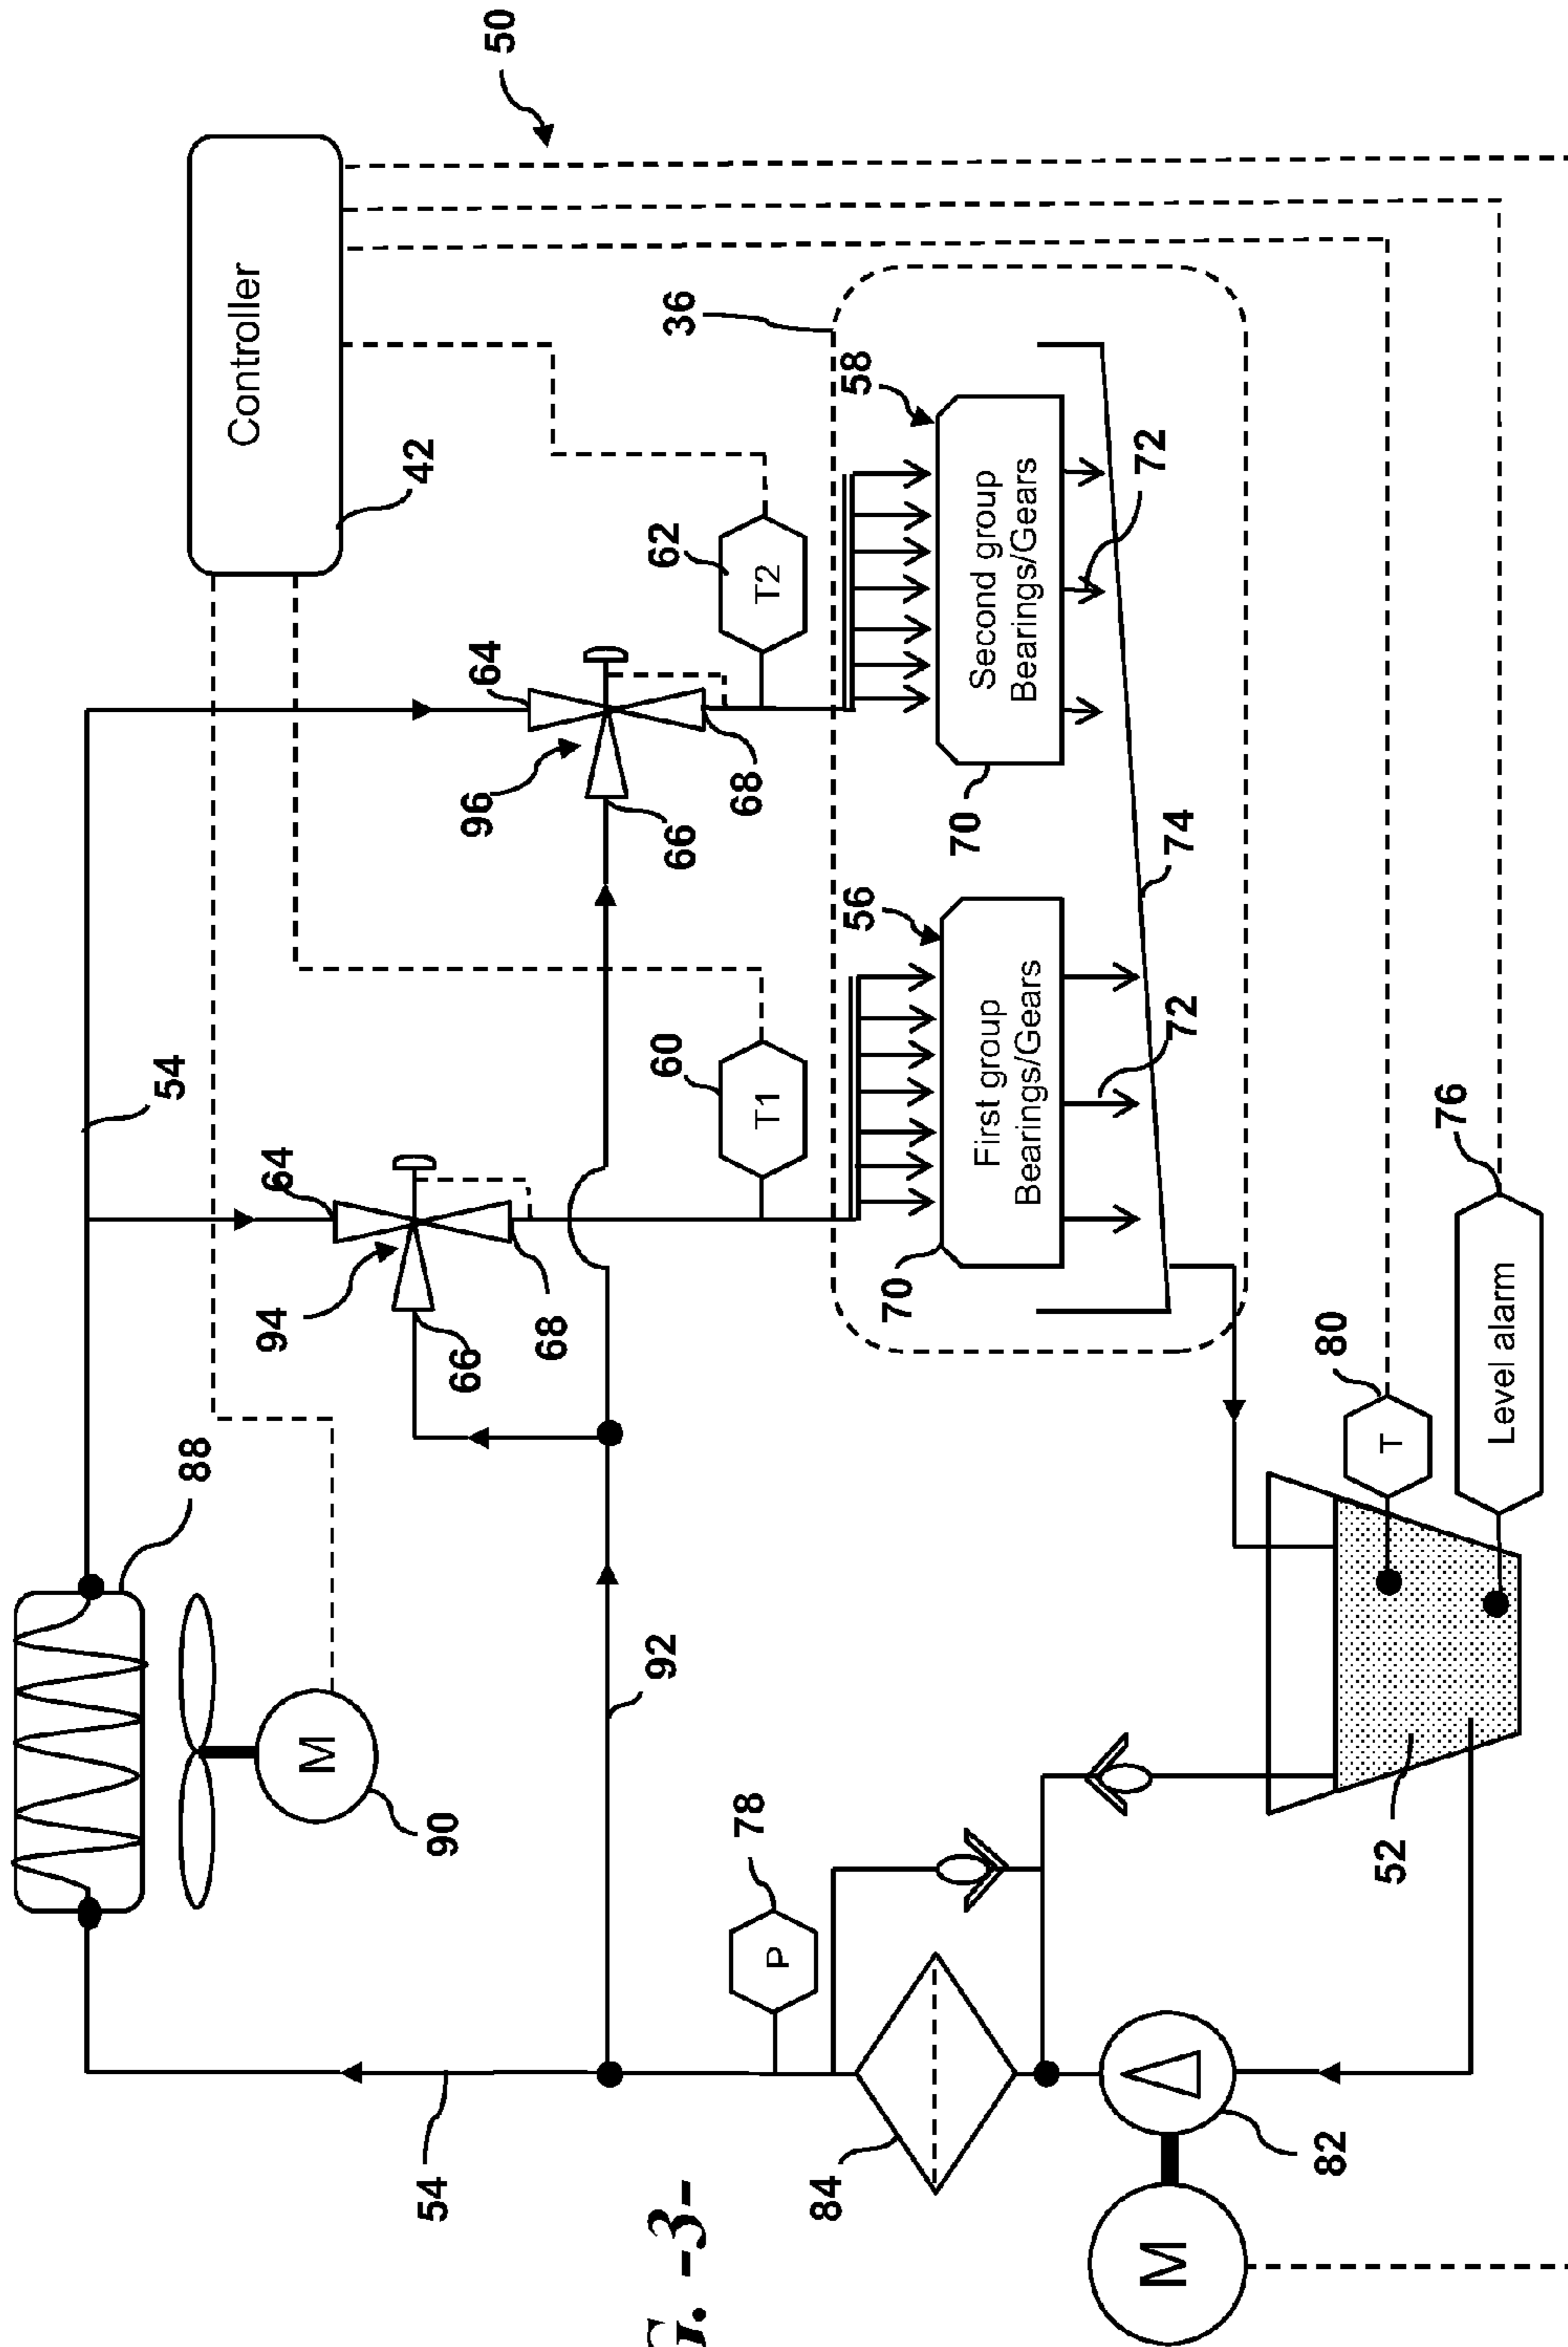 88
54
Controller
94
64
M
42
54
90
66
96
64
50
68
92
60
62
66
36
G. -3-
78
68
T1
T2
P
84
56
58
70
70
First group
Bearings/Gears
Second group
Bearings/Gears
72
72
74
M
82
80
T
52
76
Level alarm